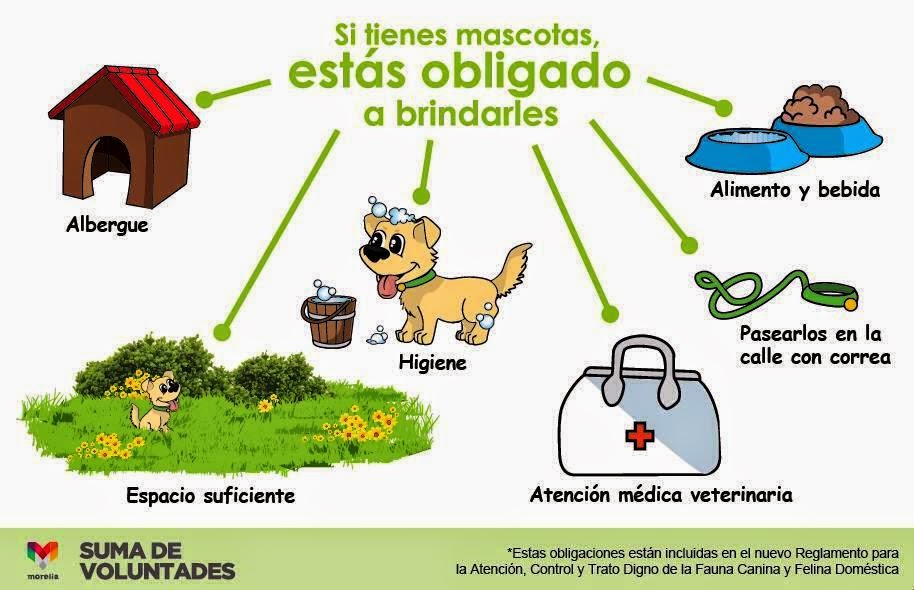 Si tienes mascotas,
estás obligado
a brindarles
Albergue
Alimento y bebida
Higiene
Pasearlos en la
calle con correa
Espacio suficiente
Atención médica veterinaria
morelia
SUMA DE
VOLUNTADES
*Estas obligaciones están incluidas en el nuevo Reglamento para
la Atención, Control y Trato Digno de la Fauna Canina y Felina Doméstica